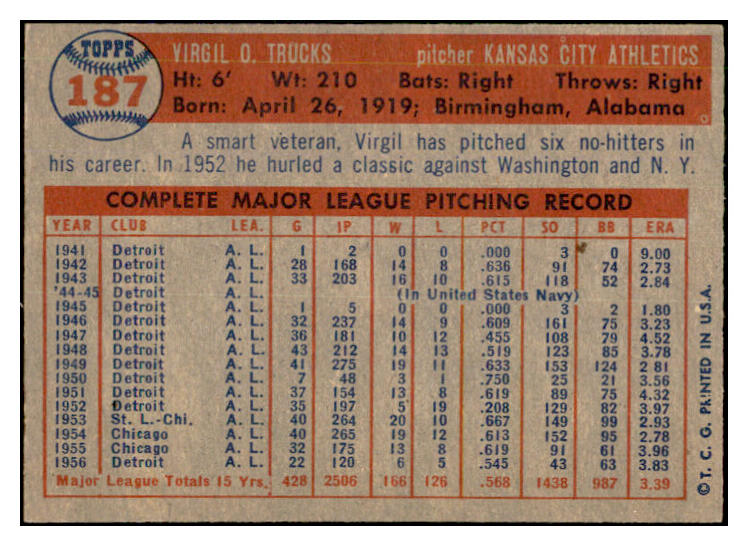 TOPPS
187
VIRGIL O. TRUCKS pitcher KANSAS CITY ATHLETICS
Ht: 6' Wt: 210 Bats: Right Throws: Right
Born: April 26, 1919; Birmingham, Alabama
A smart veteran, Virgil has pitched six no-hitters in
his career. In 1952 he hurled a classic against Washington and N. Y.
COMPLETE MAJOR LEAGUE PITCHING RECORD
YEAR CLUB LEA. G IP W L PCT SO BB ERA
1941 Detroit A. L. 1 2 0 0 .000 3 0 9.00
1942 Detroit A. L. 28 168 14 8 .636 91 74 2.73
1943 Detroit A. L. 33 203 16 10 .615 118 52 2.84
'44-45 Detroit A. L. (In United States Navy)
1945 Detroit A. L. 1 5 0 0 .000 3 2 1.80
1946 Detroit A. L. 32 237 14 9 .609 161 75 3.23
1947 Detroit A. L. 36 181 10 12 .455 108 79 4.52
1948 Detroit A. L. 43 212 14 13 .519 123 85 3.78
1949 Detroit A. L. 41 275 19 11 .633 153 124 2 81
1950 Detroit A. L. 7 48 3 1 .750 25 21 3.56
1951 Detroit A. L. 37 154 13 8 .619 89 75 4.32
1952 Detroit A. L. 35 197 5 19 .208 129 82 3.97
1953 St. L.-Chi. A. L. 40 264 20 10 .667 149 99 2.93
1954 Chicago A. L. 40 265 19 12 .613 152 95 2.78
1955 Chicago A. L. 32 175 13 8 .619 91 61 3.96
1956 Detroit A. L. 22 120 6 5 .545 43 63 3.83
Major League Totals 15 Yrs. 428 2506 166 126 .568 1438 987 3.39
© T. C. G. PRINTED IN U.S.A.